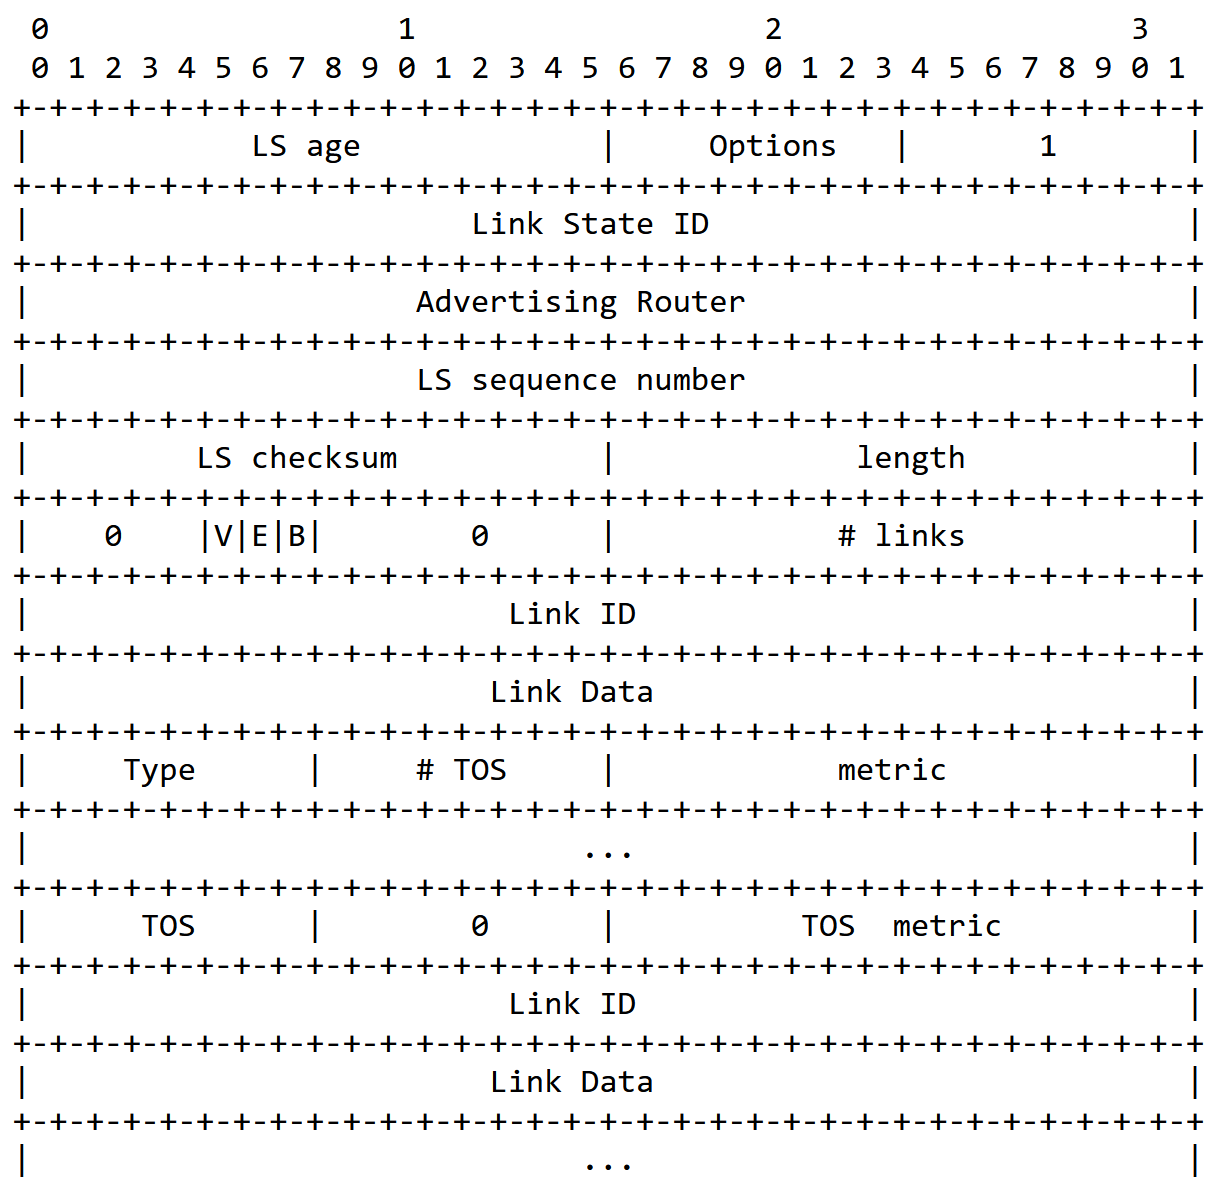 0                   1                   2                   3
 0 1 2 3 4 5 6 7 8 9 0 1 2 3 4 5 6 7 8 9 0 1 2 3 4 5 6 7 8 9 0 1
+-+-+-+-+-+-+-+-+-+-+-+-+-+-+-+-+-+-+-+-+-+-+-+-+-+-+-+-+-+-+-+-+
|            LS age             |     Options   |       1       |
+-+-+-+-+-+-+-+-+-+-+-+-+-+-+-+-+-+-+-+-+-+-+-+-+-+-+-+-+-+-+-+-+
|                        Link State ID                          |
+-+-+-+-+-+-+-+-+-+-+-+-+-+-+-+-+-+-+-+-+-+-+-+-+-+-+-+-+-+-+-+-+
|                     Advertising Router                        |
+-+-+-+-+-+-+-+-+-+-+-+-+-+-+-+-+-+-+-+-+-+-+-+-+-+-+-+-+-+-+-+-+
|                     LS sequence number                        |
+-+-+-+-+-+-+-+-+-+-+-+-+-+-+-+-+-+-+-+-+-+-+-+-+-+-+-+-+-+-+-+-+
|         LS checksum           |             length            |
+-+-+-+-+-+-+-+-+-+-+-+-+-+-+-+-+-+-+-+-+-+-+-+-+-+-+-+-+-+-+-+-+
|    0    |V|E|B|        0      |            # links            |
+-+-+-+-+-+-+-+-+-+-+-+-+-+-+-+-+-+-+-+-+-+-+-+-+-+-+-+-+-+-+-+-+
|                          Link ID                              |
+-+-+-+-+-+-+-+-+-+-+-+-+-+-+-+-+-+-+-+-+-+-+-+-+-+-+-+-+-+-+-+-+
|                         Link Data                             |
+-+-+-+-+-+-+-+-+-+-+-+-+-+-+-+-+-+-+-+-+-+-+-+-+-+-+-+-+-+-+-+-+
|     Type      |     # TOS     |            metric             |
+-+-+-+-+-+-+-+-+-+-+-+-+-+-+-+-+-+-+-+-+-+-+-+-+-+-+-+-+-+-+-+-+
|                              ...                              |
+-+-+-+-+-+-+-+-+-+-+-+-+-+-+-+-+-+-+-+-+-+-+-+-+-+-+-+-+-+-+-+-+
|      TOS      |        0      |          TOS  metric          |
+-+-+-+-+-+-+-+-+-+-+-+-+-+-+-+-+-+-+-+-+-+-+-+-+-+-+-+-+-+-+-+-+
|                          Link ID                              |
+-+-+-+-+-+-+-+-+-+-+-+-+-+-+-+-+-+-+-+-+-+-+-+-+-+-+-+-+-+-+-+-+
|                         Link Data                             |
+-+-+-+-+-+-+-+-+-+-+-+-+-+-+-+-+-+-+-+-+-+-+-+-+-+-+-+-+-+-+-+-+
|                              ...                              |